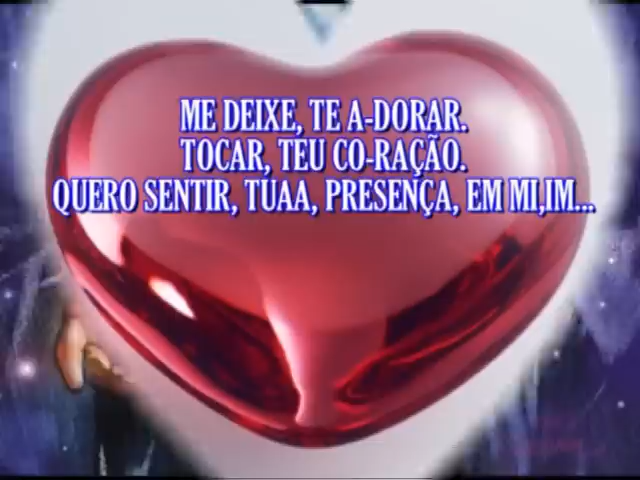 ME DEIXE, TE A-DORAR.
TOCAR, TEU CO-RAÇÃO.
QUERO SENTIR, TUAA, PRESENÇA, EM MI,IM...